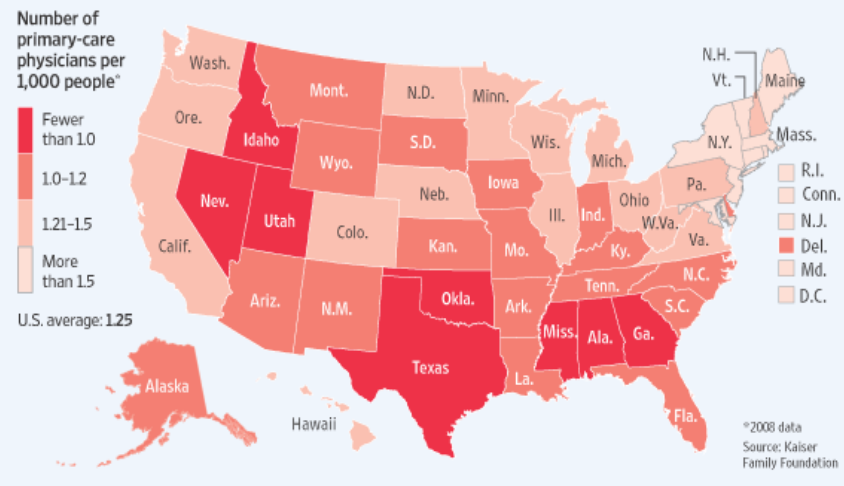 Number of
primary-care
physicians per
1,000 people*
Fewer
than 1.0
1.0–1.2
1.21–1.5
More
than 1.5
U.S. average: 1.25
Wash.
Ore.
Calif.
Idaho
Nev.
Utah
Mont.
Wyo.
Colo.
Ariz.
N.M.
N.D.
S.D.
Neb.
Kan.
Okla.
Texas
Minn.
Iowa
Mo.
Ark.
La.
Wis.
Ill.
Mich.
Ind.
Ohio
Ky.
Tenn.
Miss.
Ala.
Ga.
Fla.
S.C.
N.C.
Va.
W.Va.
Pa.
N.Y.
N.H.
Vt.
Maine
Mass.
R.I.
Conn.
N.J.
Del.
Md.
D.C.
Alaska
Hawaii
*2008 data
Source: Kaiser
Family Foundation